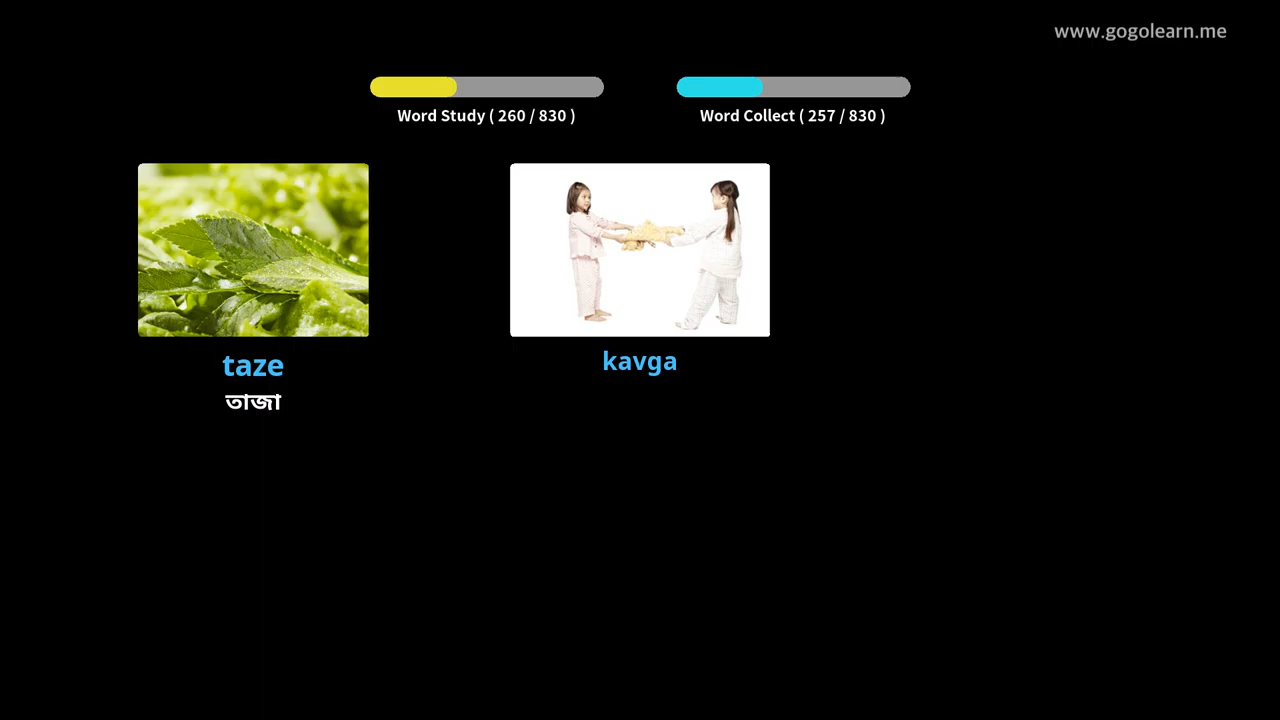 www.gogolearn.me
Word Study ( 260 / 830 )
Word Collect ( 257 / 830 )
taze
তাজা
kavga